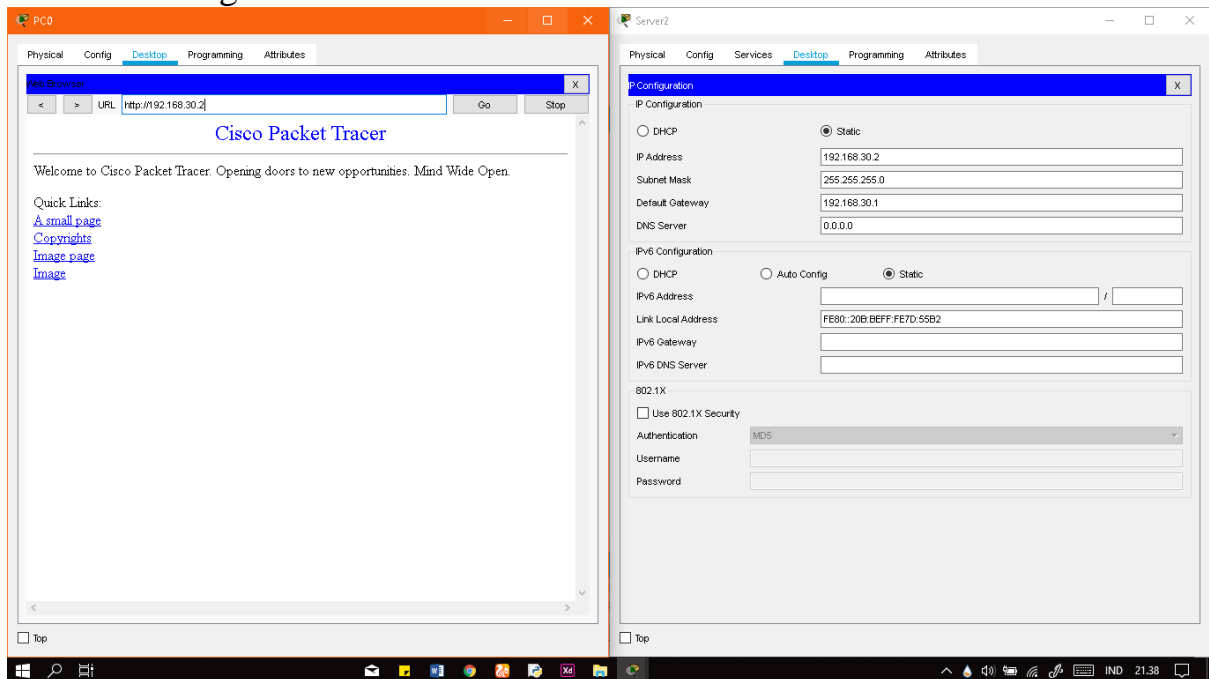 PC0
Physical Config Desktop Programming Attributes
Web Browser X
< > URL http://192.168.30.2 Go Stop
Cisco Packet Tracer
Welcome to Cisco Packet Tracer. Opening doors to new opportunities. Mind Wide Open.
Quick Links:
A small page
Copyrights
Image page
Image
Top
Server2
Physical Config Services Desktop Programming Attributes
IP Configuration X
IP Configuration
DHCP Static
IP Address 192.168.30.2
Subnet Mask 255.255.255.0
Default Gateway 192.168.30.1
DNS Server 0.0.0.0
IPv6 Configuration
DHCP Auto Config Static
IPv6 Address /
Link Local Address FE80::20B:BEFF:FE7D:55B2
IPv6 Gateway
IPv6 DNS Server
802.1X
Use 802.1X Security
Authentication MD5
Username
Password
Top
IND 21.38